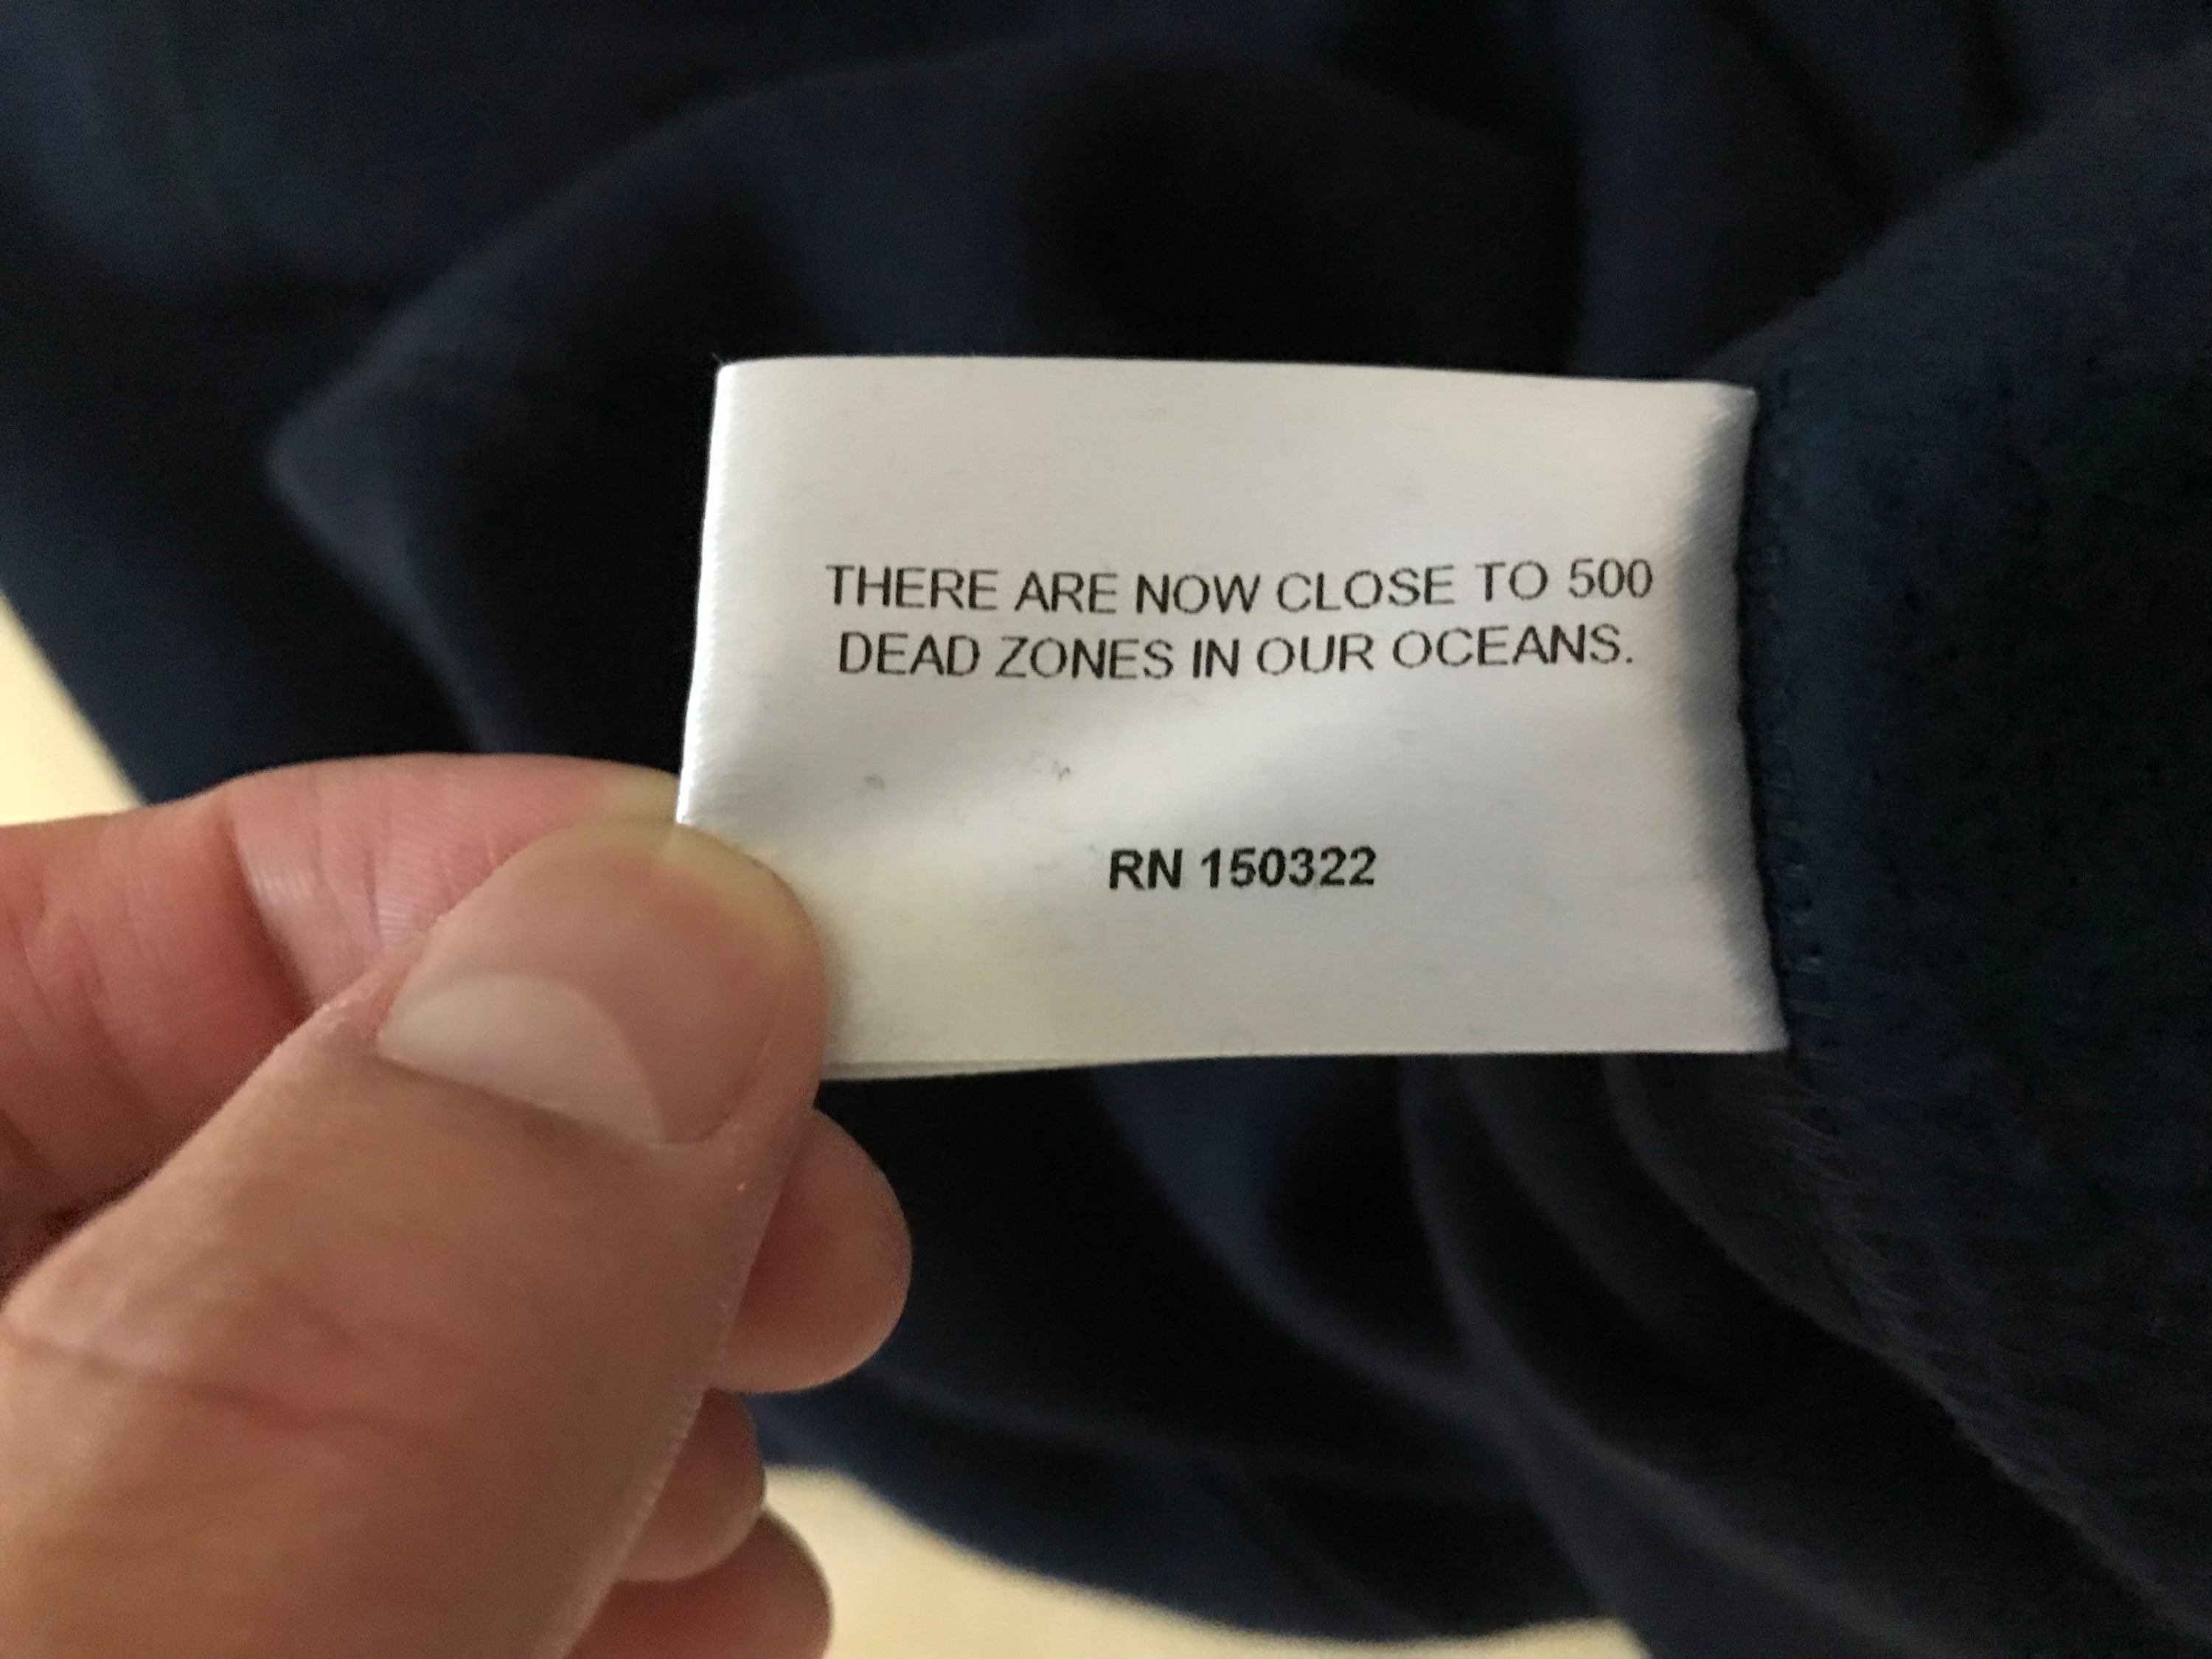 THERE ARE NOW CLOSE TO 500
DEAD ZONES IN OUR OCEANS.
RN 150322